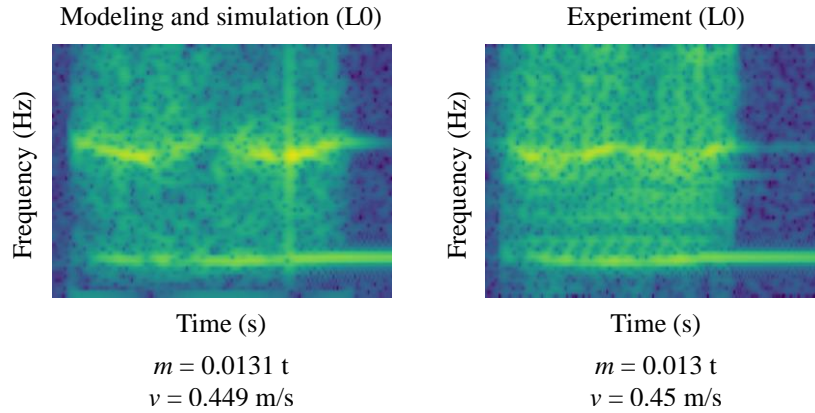 Modeling and simulation (L0)
Experiment (L0)
Frequency (Hz)
Frequency (Hz)
Time (s)
Time (s)
m = 0.0131 t
m = 0.013 t
v = 0.449 m/s
v = 0.45 m/s